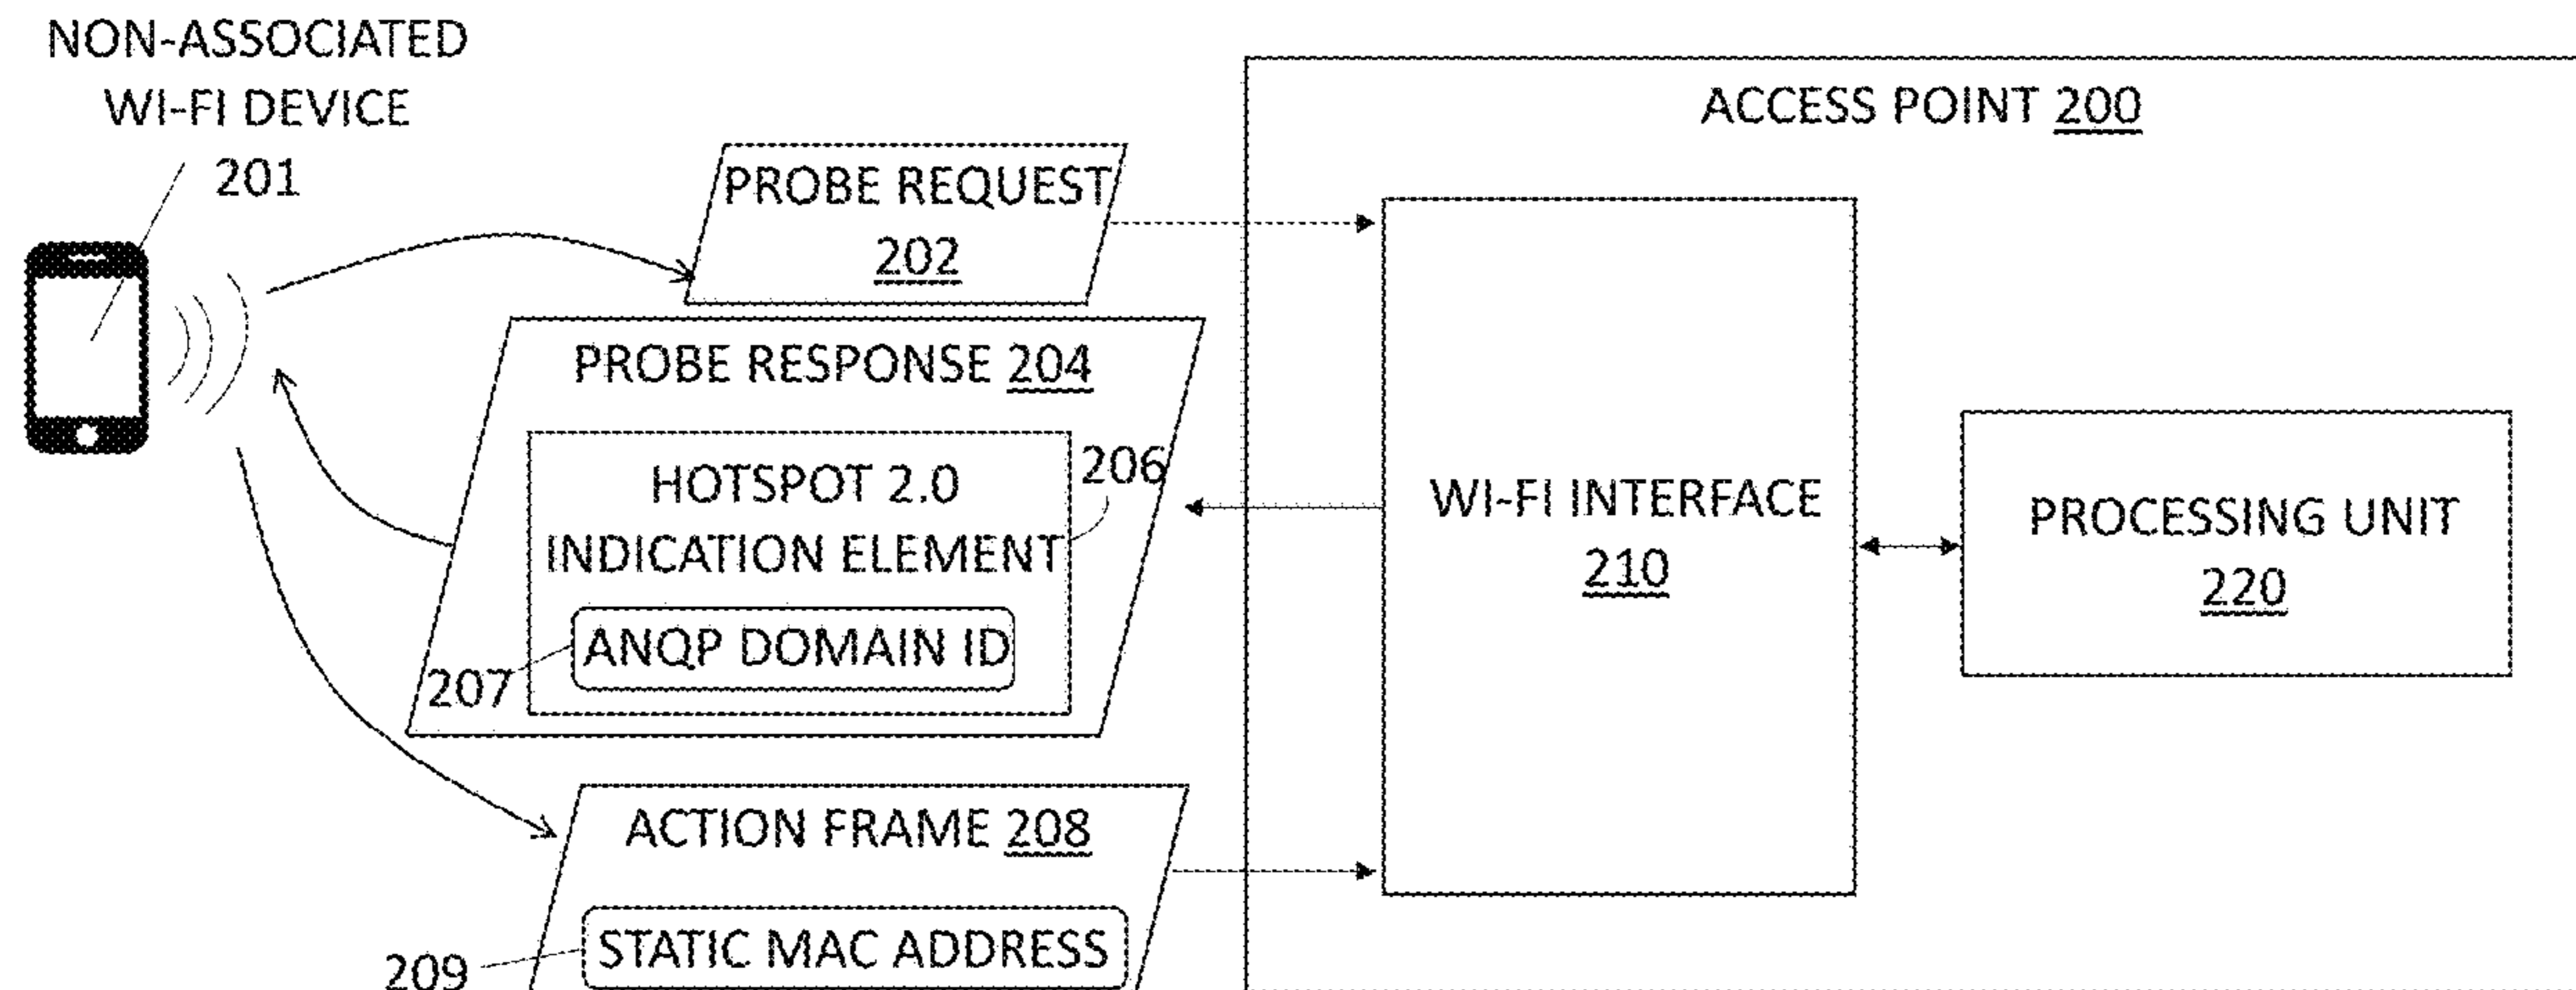 NON-ASSOCIATED
WI-FI DEVICE
201
PROBE REQUEST
202
PROBE RESPONSE 204
HOTSPOT 2.0
INDICATION ELEMENT
206
ANQP DOMAIN ID
207
ACTION FRAME 208
STATIC MAC ADDRESS
209
ACCESS POINT 200
WI-FI INTERFACE
210
PROCESSING UNIT
220